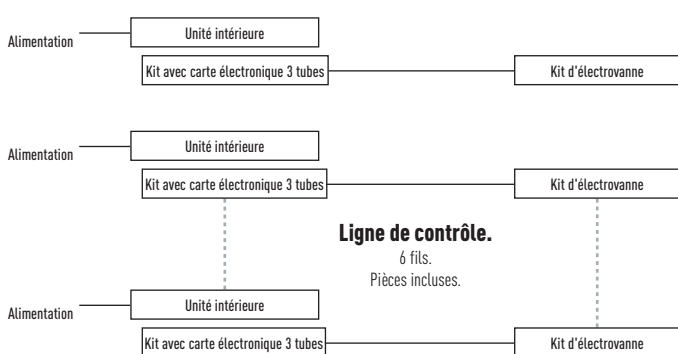 Unité intérieure
Alimentation
Kit avec carte électronique 3 tubes
Kit d'électrovanne
Unité intérieure
Alimentation
Kit avec carte électronique 3 tubes
Kit d'électrovanne
Ligne de contrôle.
6 fils.
Pièces incluses.
Unité intérieure
Alimentation
Kit avec carte électronique 3 tubes
Kit d'électrovanne